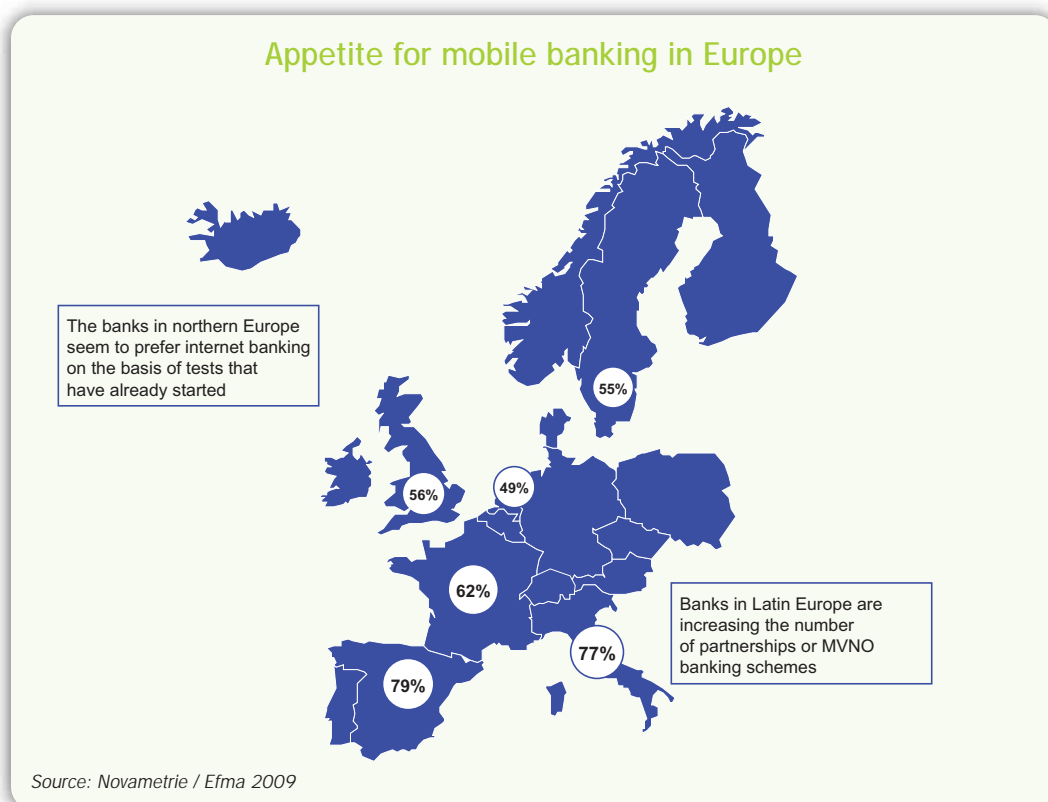 Appetite for mobile banking in Europe
The banks in northern Europe
seem to prefer internet banking
on the basis of tests that
have already started
55%
56%
49%
62%
Banks in Latin Europe are
increasing the number
of partnerships or MVNO
banking schemes
77%
79%
Source: Novametrie / Efma 2009